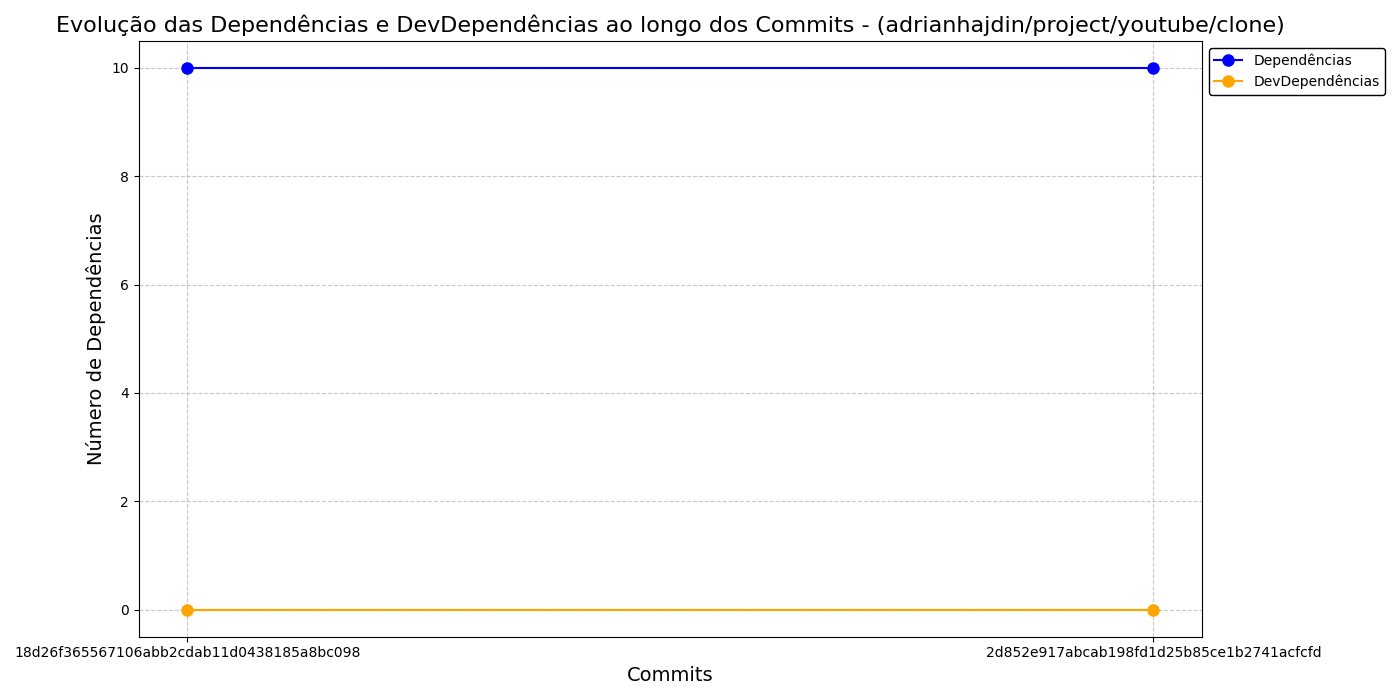 Evolução das Dependências e DevDependências ao longo dos Commits - (adrianhajdin/project/youtube/clone)
Dependências
DevDependências
Número de Dependências
10
8
6
4
2
0
18d26f365567106abb2cdab11d0438185a8bc098
2d852e917abcab198fd1d25b85ce1b2741acfcfd
Commits